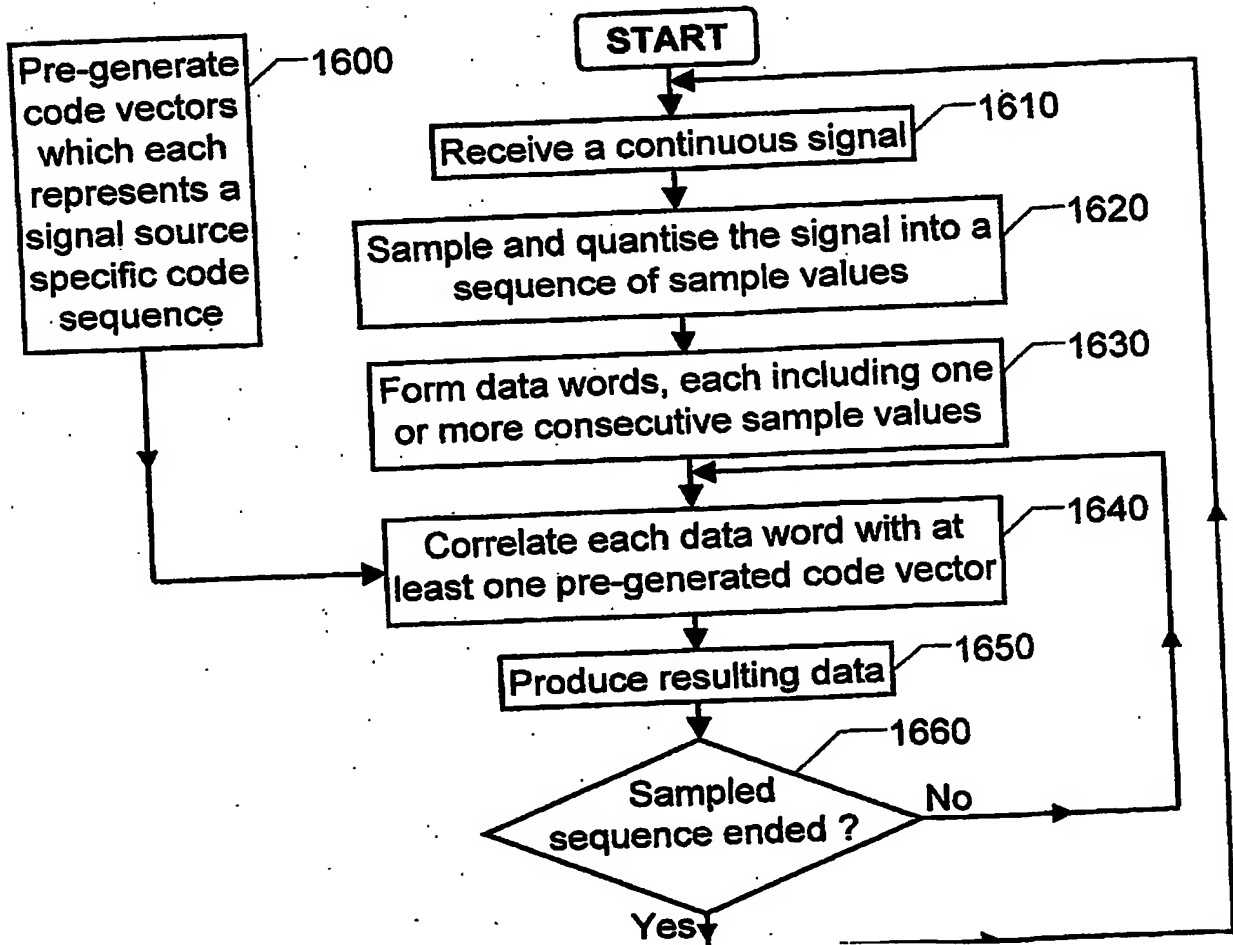 START
Pre-generate
code vectors
which each
represents a
signal source
specific code
sequence
1600
Receive a continuous signal
1610
Sample and quantise the signal into a
sequence of sample values
1620
Form data words, each including one
or more consecutive sample values
1630
Correlate each data word with at
least one pre-generated code vector
1640
Produce resulting data
1650
Sampled
sequence ended ?
1660
No
Yes